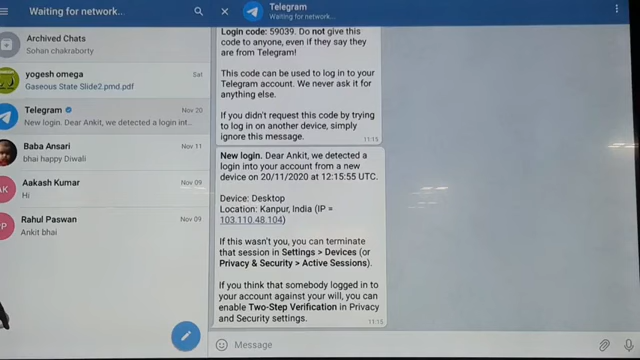 Waiting for network...
Archived Chats
Sohan chakraborty
yogesh omega
Sat
Gaseous State Slide2.pmd.pdf
Telegram
Nov 20
New login. Dear Ankit, we detected a login int...
Baba Ansari
Nov 11
bhai happy Diwali
AK
Aakash Kumar
Nov 09
Hi
RP
Rahul Paswan
Nov 09
Ankit bhai
Telegram
Waiting for network...
Login code: 59039. Do not give this
code to anyone, even if they say they
are from Telegram!
This code can be used to log in to your
Telegram account. We never ask it for
anything else.
If you didn't request this code by trying
to log in on another device, simply
ignore this message.
11:15
New login. Dear Ankit, we detected a
login into your account from a new
device on 20/11/2020 at 12:15:55 UTC.
Device: Desktop
Location: Kanpur, India (IP =
103.110.48.104)
If this wasn't you, you can terminate
that session in Settings > Devices (or
Privacy & Security > Active Sessions).
If you think that somebody logged in to
your account against your will, you can
enable Two-Step Verification in Privacy
and Security settings.
11:15
Message